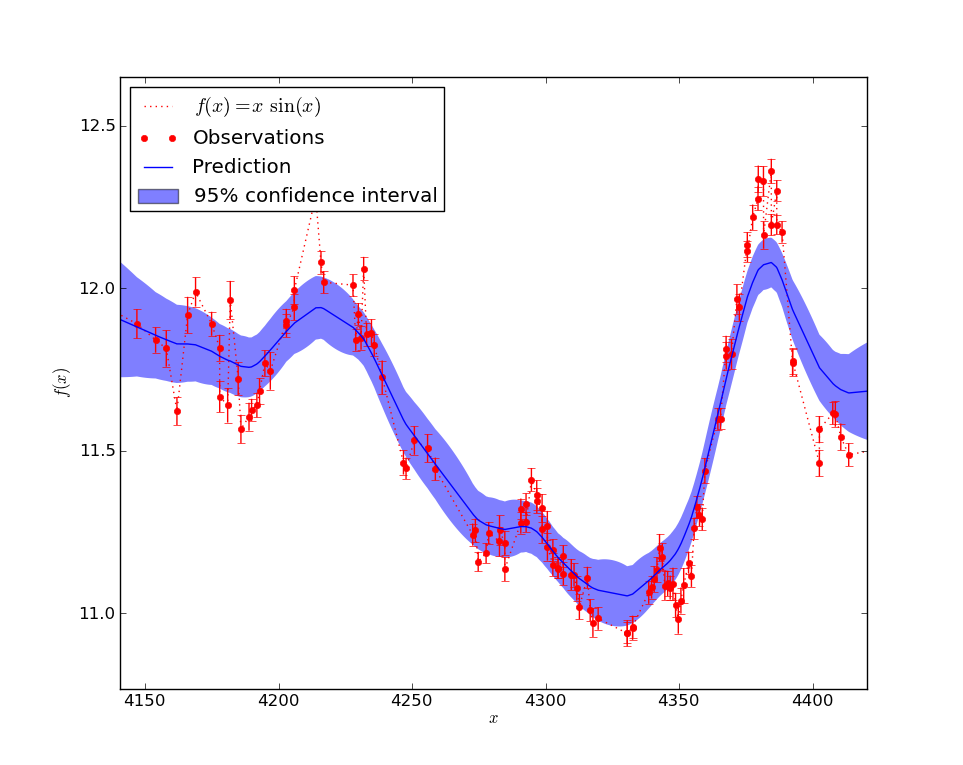 f(x) = x sin(x)
Observations
Prediction
95% confidence interval
12.5
12.0
11.5
11.0
f(x)
4150 4200 4250 4300 4350 4400
x